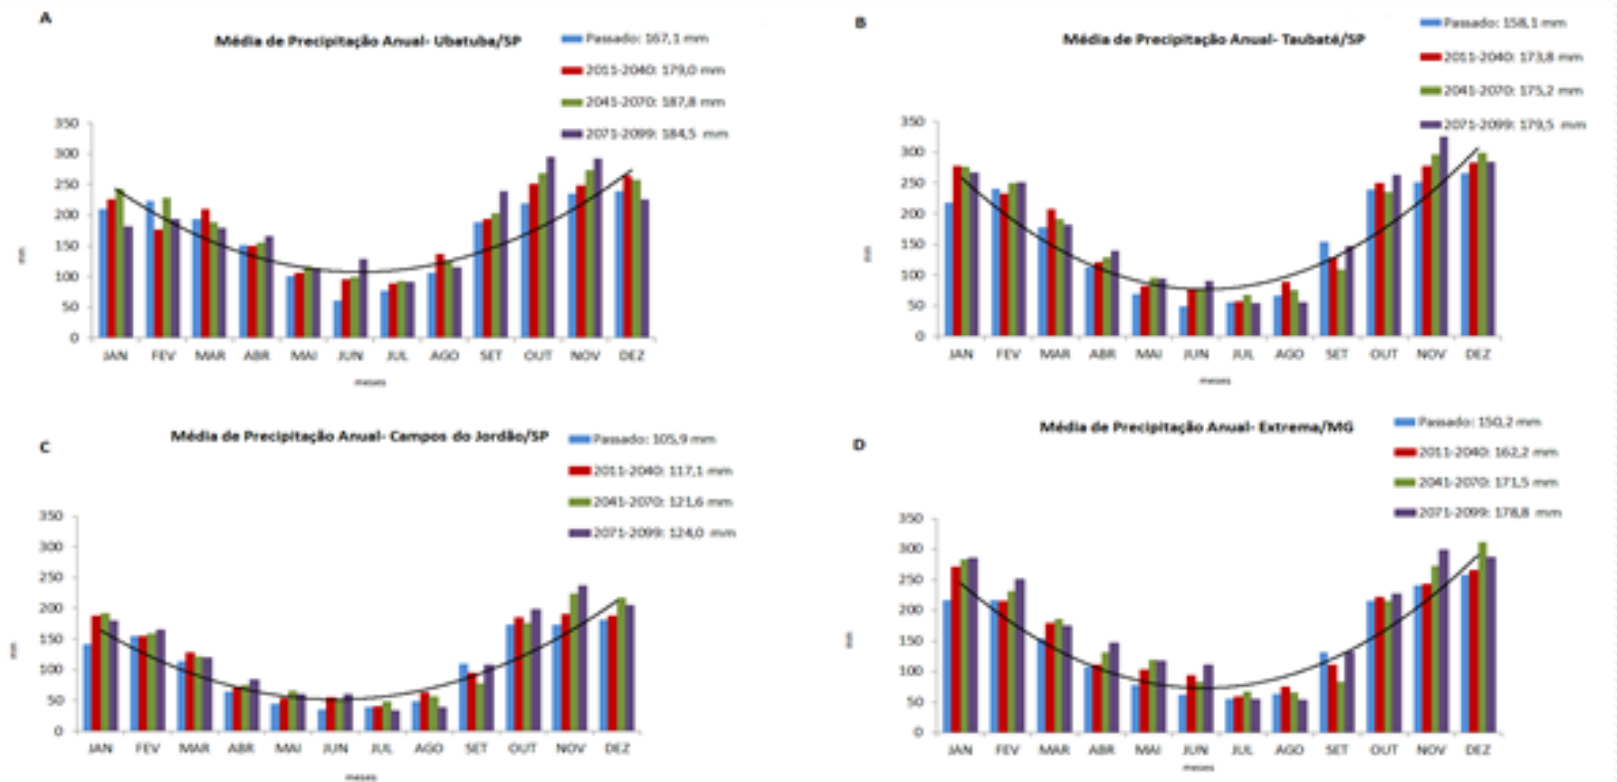 A
Média de Precipitação Anual- Ubatuba/SP
Passado: 167,1 mm
2011-2040: 179,0 mm
2041-2070: 187,8 mm
2071-2099: 184,5 mm
350
300
250
200
150
100
50
0
mm
JAN FEV MAR ABR MAI JUN JUL AGO SET OUT NOV DEZ
meses
B
Média de Precipitação Anual- Taubaté/SP
Passado: 158,1 mm
2011-2040: 173,8 mm
2041-2070: 175,2 mm
2071-2099: 179,5 mm
350
300
250
200
150
100
50
0
mm
JAN FEV MAR ABR MAI JUN JUL AGO SET OUT NOV DEZ
meses
C
Média de Precipitação Anual- Campos do Jordão/SP
Passado: 105,9 mm
2011-2040: 117,1 mm
2041-2070: 121,6 mm
2071-2099: 124,0 mm
350
300
250
200
150
100
50
0
mm
JAN FEV MAR ABR MAI JUN JUL AGO SET OUT NOV DEZ
meses
D
Média de Precipitação Anual- Extrema/MG
Passado: 150,2 mm
2011-2040: 162,2 mm
2041-2070: 171,5 mm
2071-2099: 178,8 mm
350
300
250
200
150
100
50
0
mm
JAN FEV MAR ABR MAI JUN JUL AGO SET OUT NOV DEZ
meses